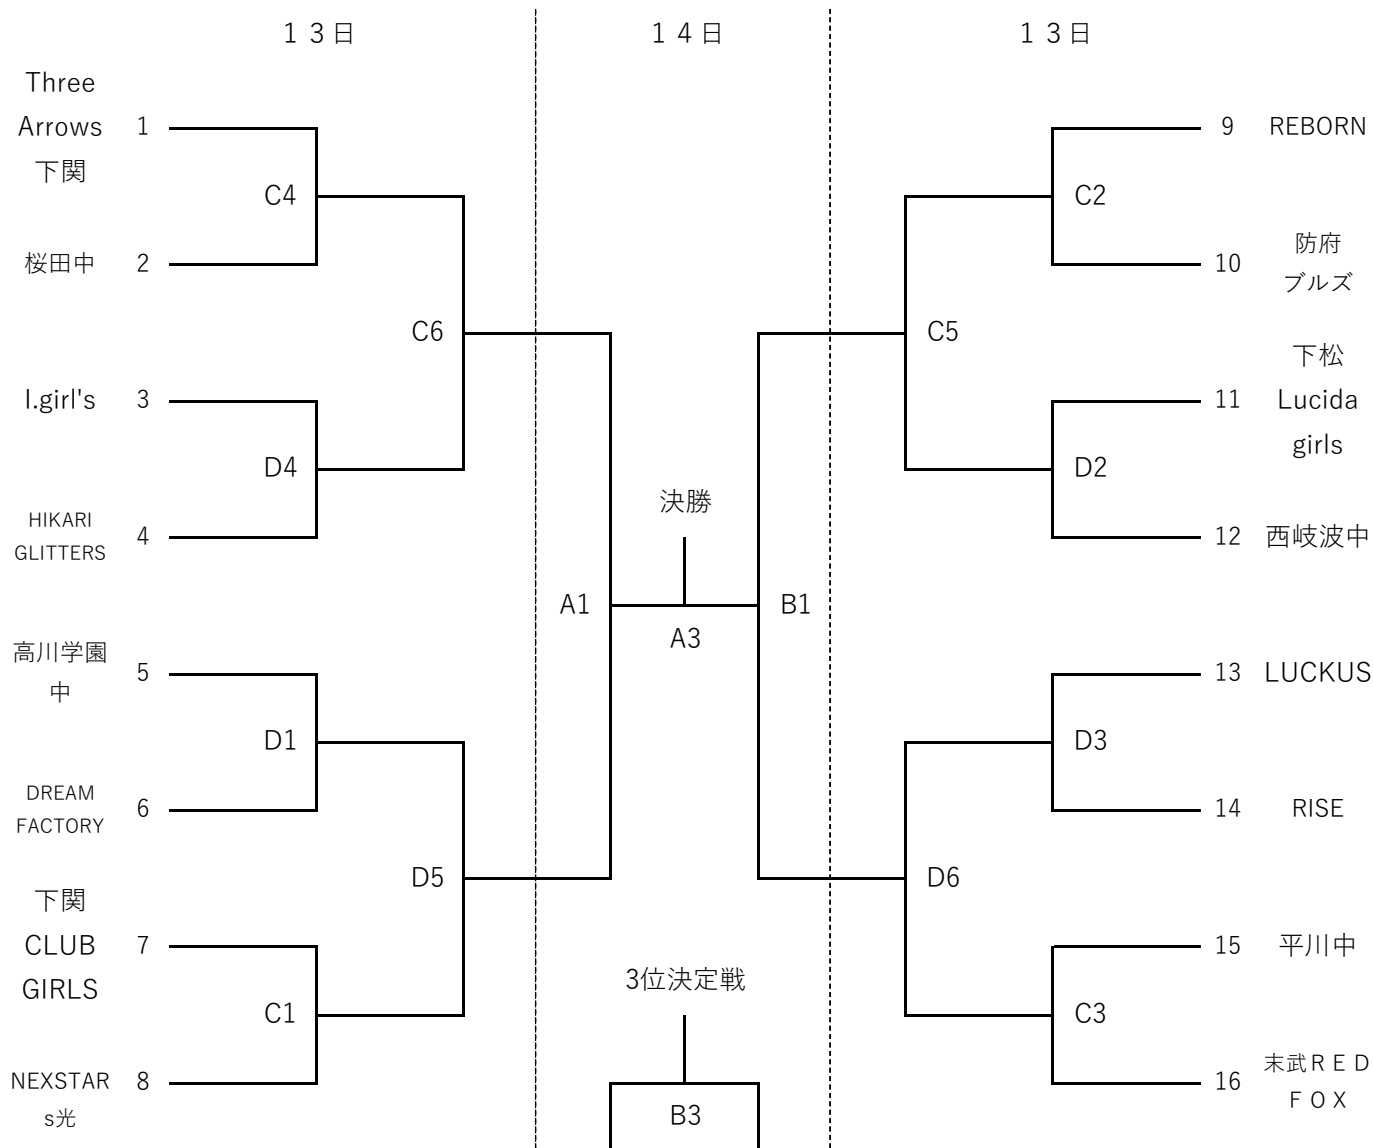 １３日
１４日
１３日
Three
Arrows
下関
1
C4
桜田中
2
C6
I.girl's
3
D4
HIKARI
GLITTERS
4
高川学園
中
5
D1
DREAM
FACTORY
6
D5
下関
CLUB
GIRLS
7
C1
NEXSTAR
s光
8
決勝
A1
A3
B1
3位決定戦
B3
9
REBORN
C2
10
防府
ブルズ
C5
11
下松
Lucida
girls
D2
12
西岐波中
13
LUCKUS
D3
14
RISE
D6
15
平川中
C3
16
末武ＲＥＤ
ＦＯＸ